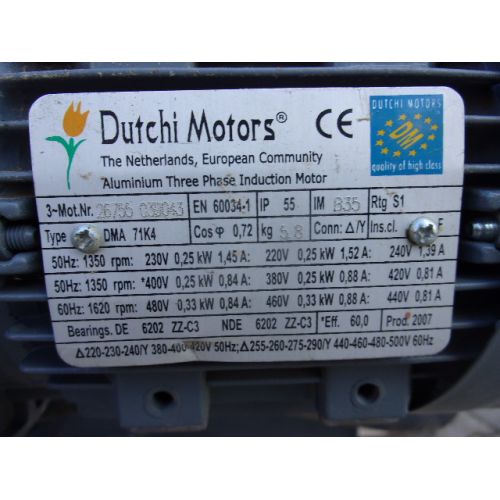 Dutchi Motors®
CE
DUTCHI MOTORS
DM
quality of high class
The Netherlands, European Community
Aluminium Three Phase Induction Motor
3~Mot.Nr. 26755 039043 EN 60034-1 IP 55 IM B35 Rtg S1
Type DMA 71K4 Cos φ 0,72 kg 5.8 Conn: Δ/Y Ins.cl. F
50Hz: 1350 rpm: 230V 0,25 kW 1,45 A: 220V 0,25 kW 1,52 A: 240V 1,39 A
50Hz: 1350 rpm: *400V 0,25 kW 0,84 A: 380V 0,25 kW 0,88 A: 420V 0,81 A
60Hz: 1620 rpm: 480V 0,33 kW 0,84 A: 460V 0,33 kW 0,88 A: 440V 0,81 A
Bearings. DE 6202 ZZ-C3 NDE 6202 ZZ-C3 *Eff. 60,0 Prod. 2007
Δ220-230-240/Y 380-400-420V 50Hz; Δ255-260-275-290/Y 440-460-480-500V 60Hz